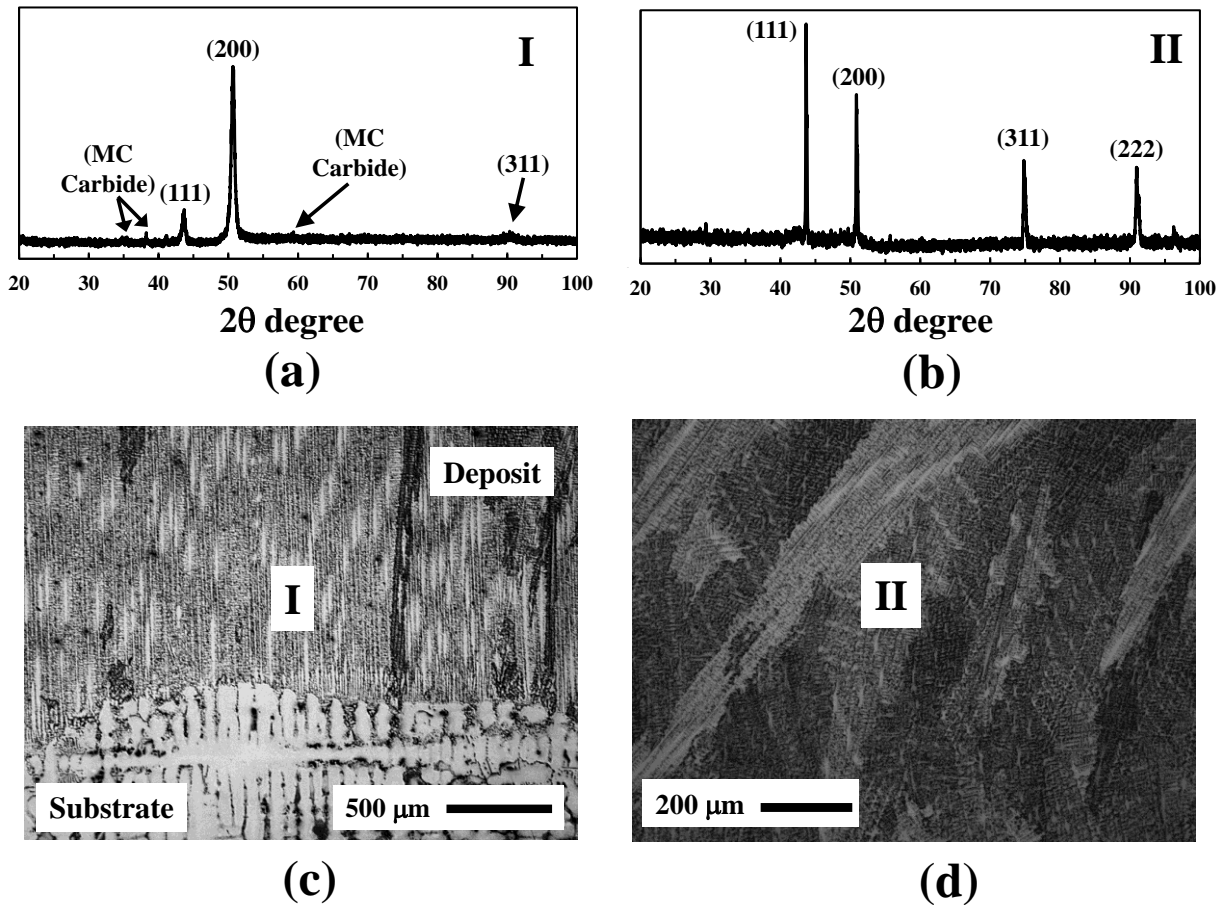 I
(200)
(MC
Carbide)
(111)
(MC
Carbide)
(311)
20 30 40 50 60 70 80 90 100
2θ degree
(a)
II
(111)
(200)
(311)
(222)
20 30 40 50 60 70 80 90 100
2θ degree
(b)
Deposit
I
Substrate
500 μm
(c)
II
200 μm
(d)